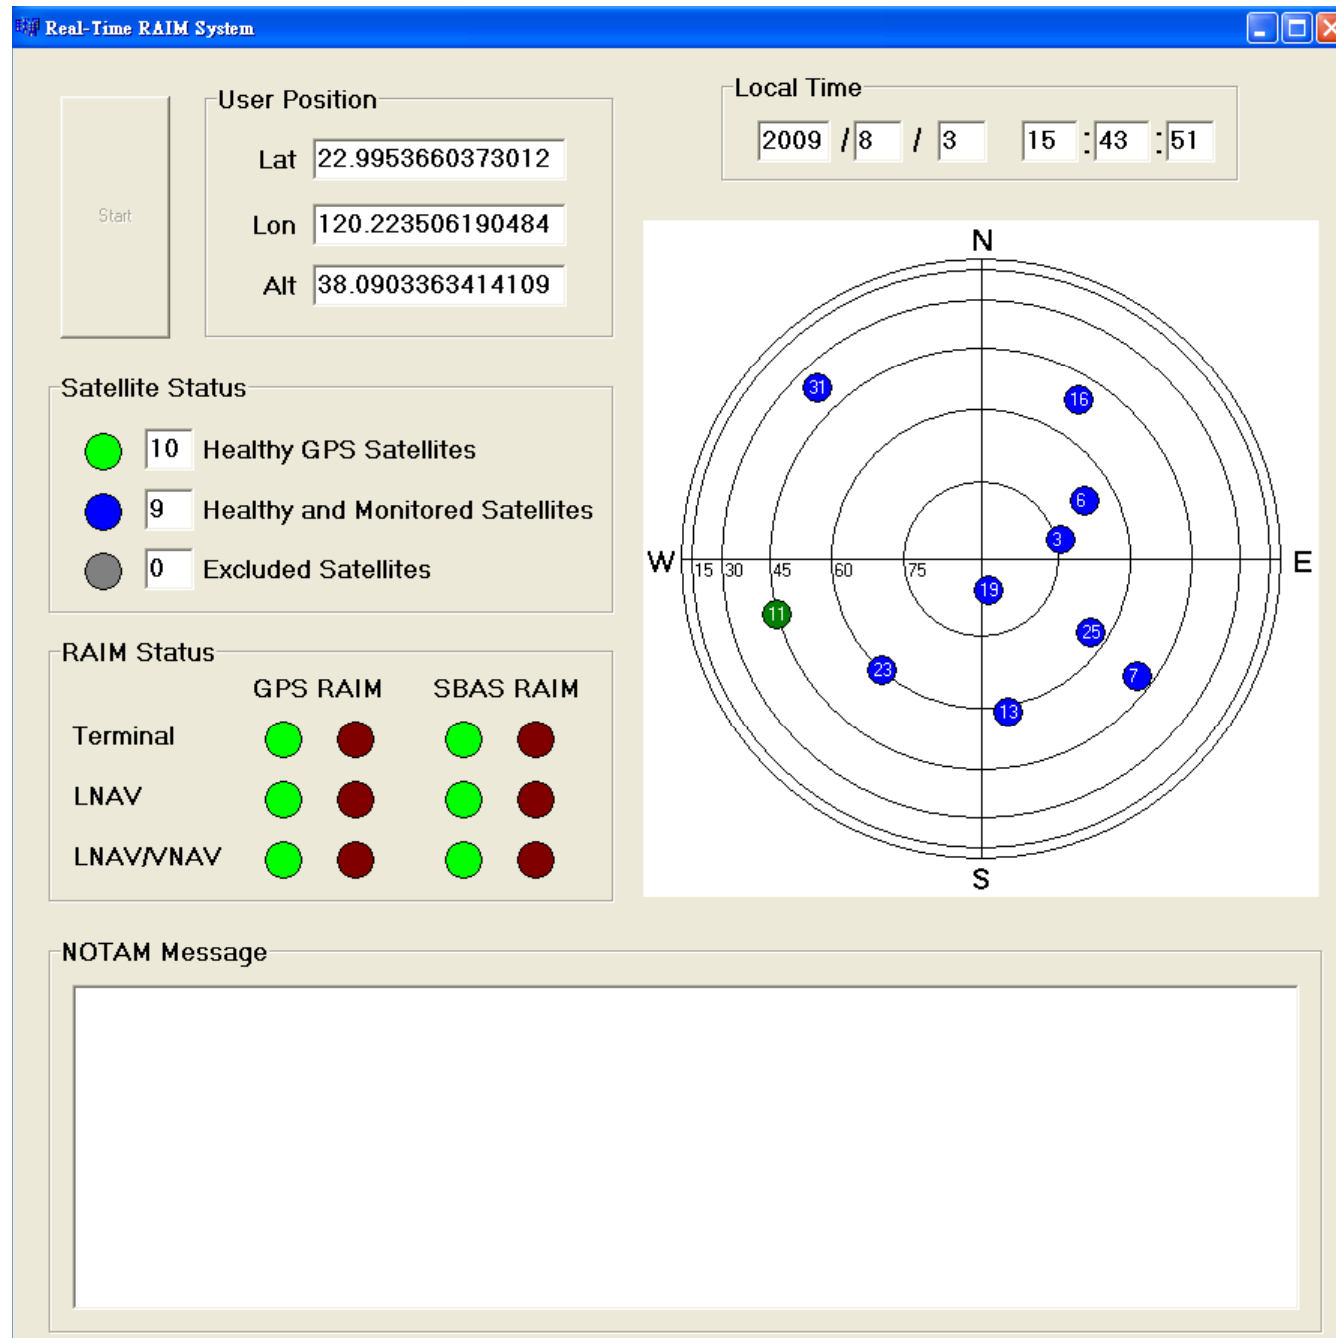 Real-Time RAIM System
Start
User Position
Lat 22.9953660373012
Lon 120.223506190484
Alt 38.0903363414109
Local Time
2009 / 8 / 3 15 : 43 : 51
Satellite Status
10 Healthy GPS Satellites
9 Healthy and Monitored Satellites
0 Excluded Satellites
RAIM Status
GPS RAIM SBAS RAIM
Terminal
LNAV
LNAV/VNAV
N
31
16
6
3
W 15 30 45 60 75 E
19
11
25
23
7
13
S
NOTAM Message